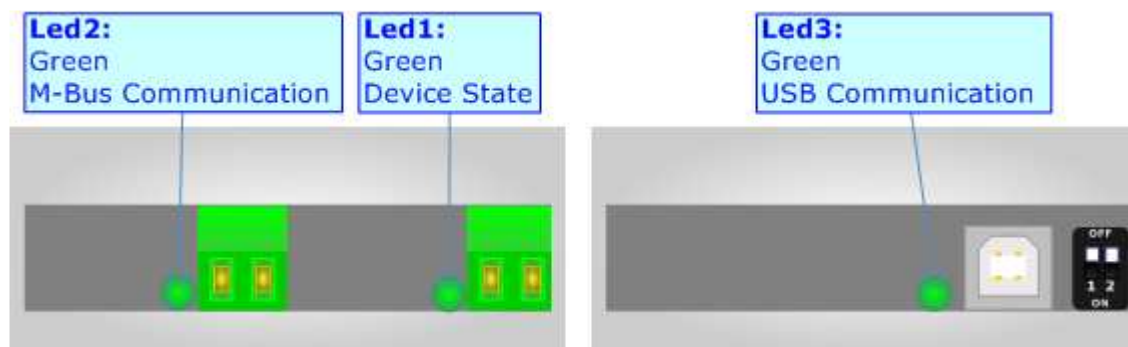 Led2:
Green
M-Bus Communication
Led1:
Green
Device State
Led3:
Green
USB Communication
OFF
1 2
ON